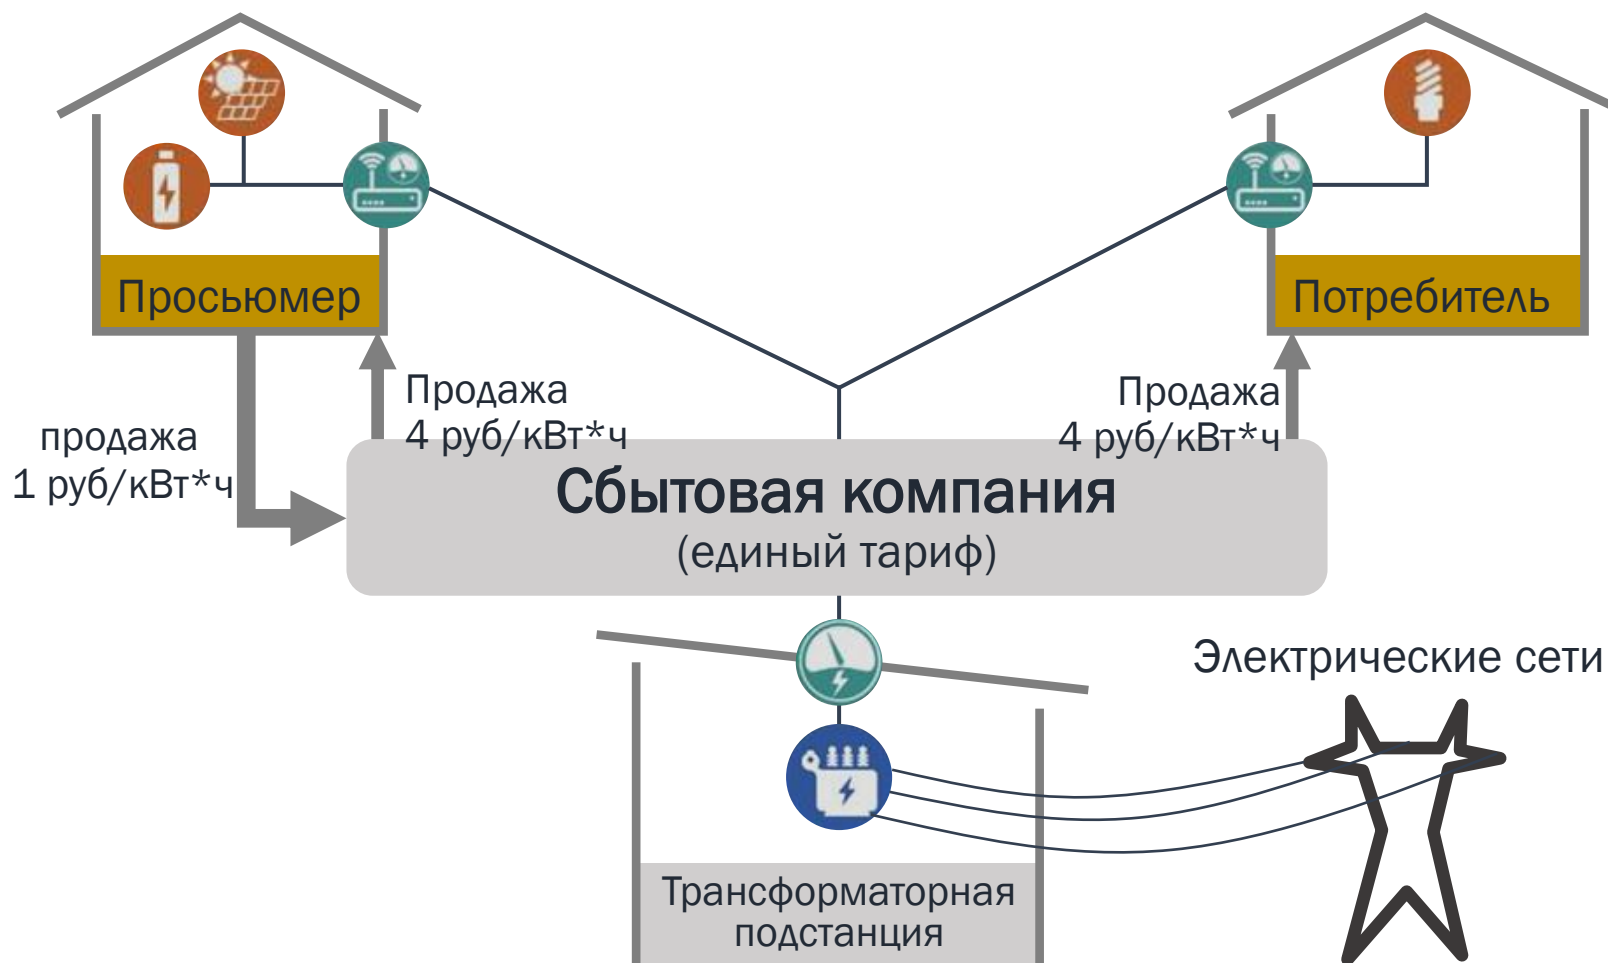 Просьюмер
Потребитель
Продажа
4 руб/кВт*ч
Продажа
4 руб/кВт*ч
продажа
1 руб/кВт*ч
Сбытовая компания
(единый тариф)
Электрические сети
Трансформаторная
подстанция